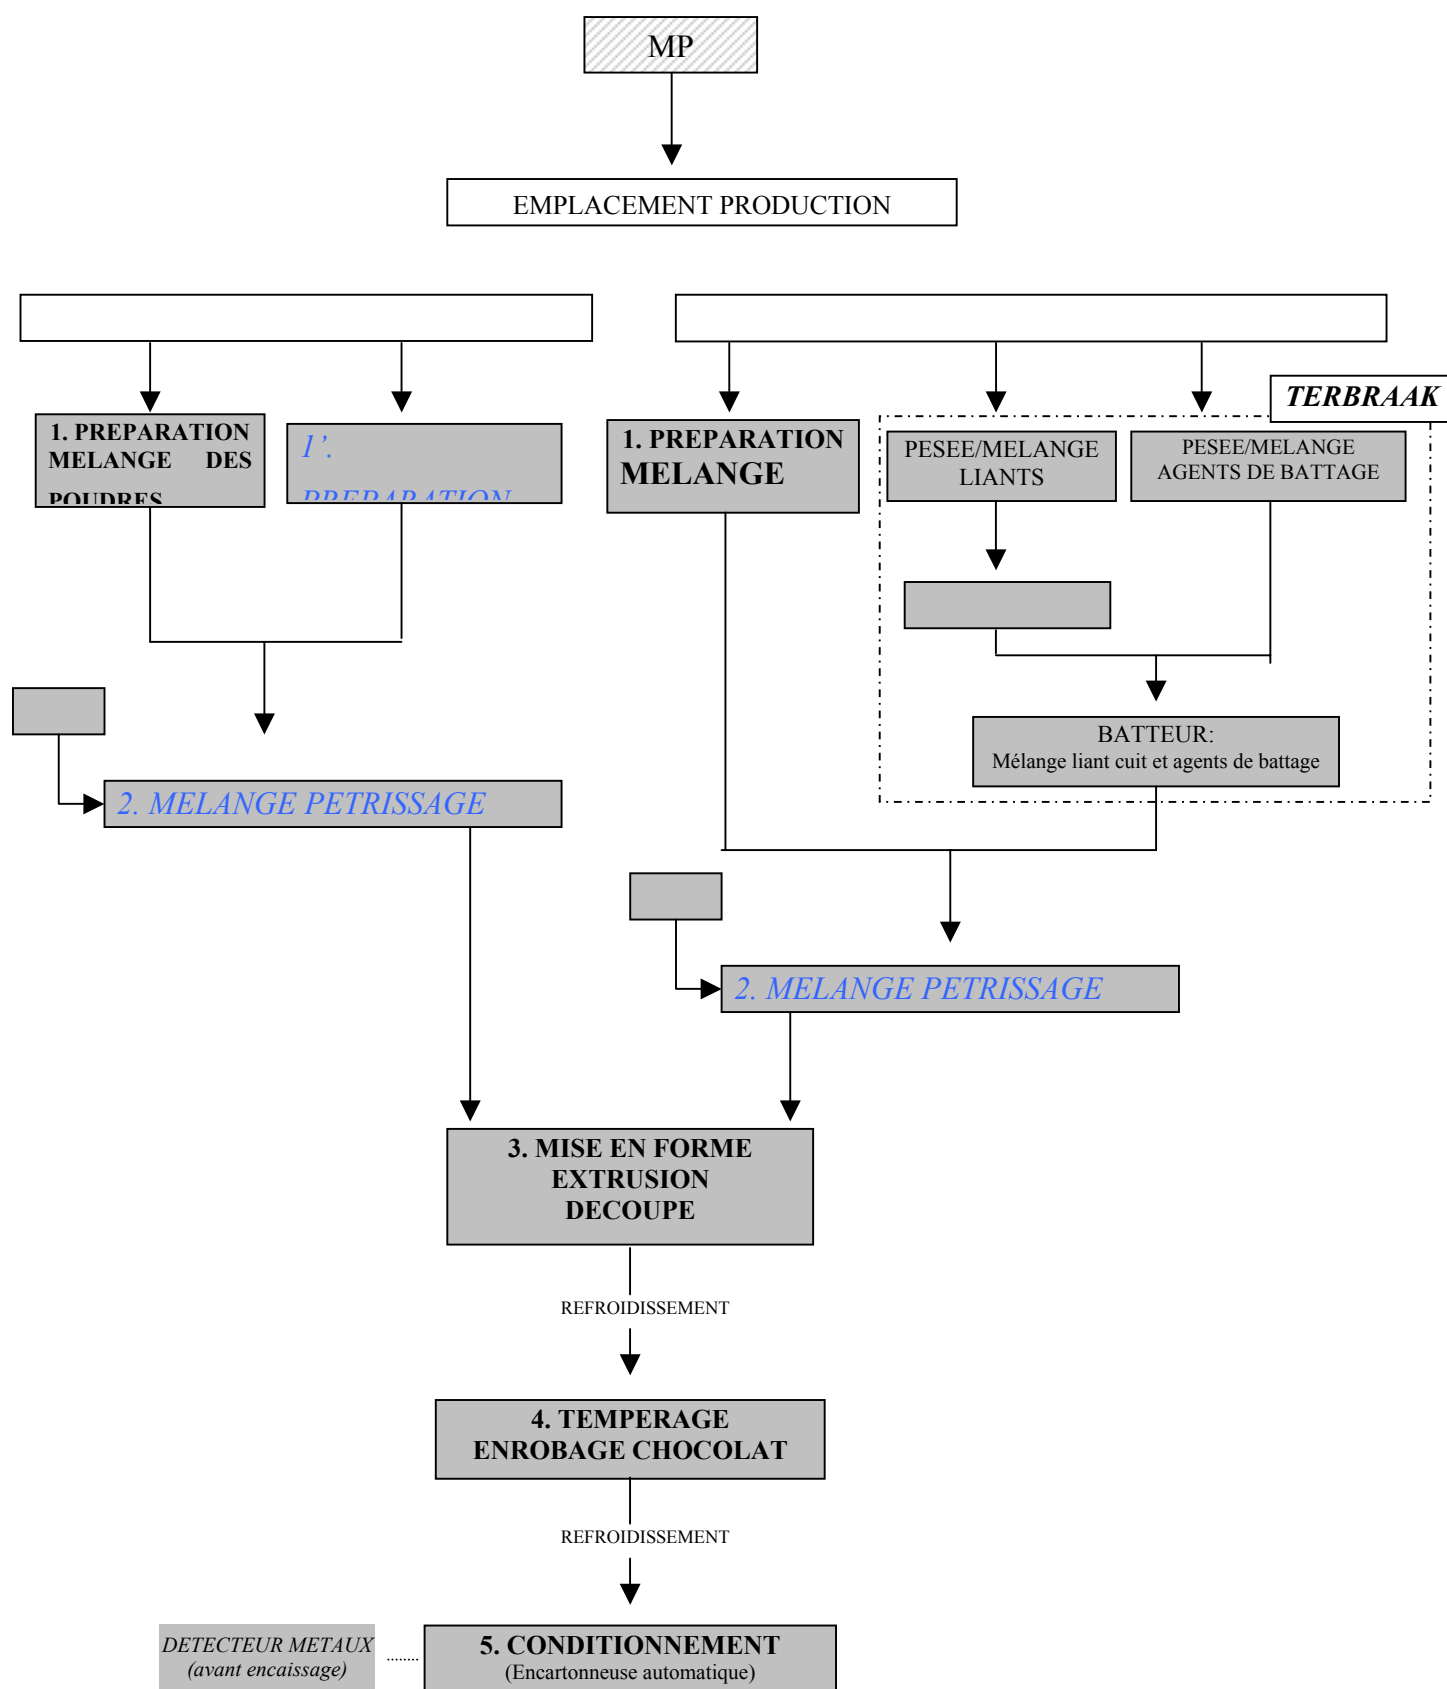 MP
EMPLACEMENT PRODUCTION
TERBRAAK
1. PREPARATION
MELANGE DES
POUDRES
1’.
PREPARATION
1. PREPARATION
MELANGE
PESEE/MELANGE
LIANTS
PESEE/MELANGE
AGENTS DE BATTAGE
BATTEUR:
Mélange liant cuit et agents de battage
2. MELANGE PETRISSAGE
2. MELANGE PETRISSAGE
3. MISE EN FORME
EXTRUSION
DECOUPE
REFROIDISSEMENT
4. TEMPERAGE
ENROBAGE CHOCOLAT
REFROIDISSEMENT
DETECTEUR METAUX
(avant encaissage)
5. CONDITIONNEMENT
(Encartonneuse automatique)